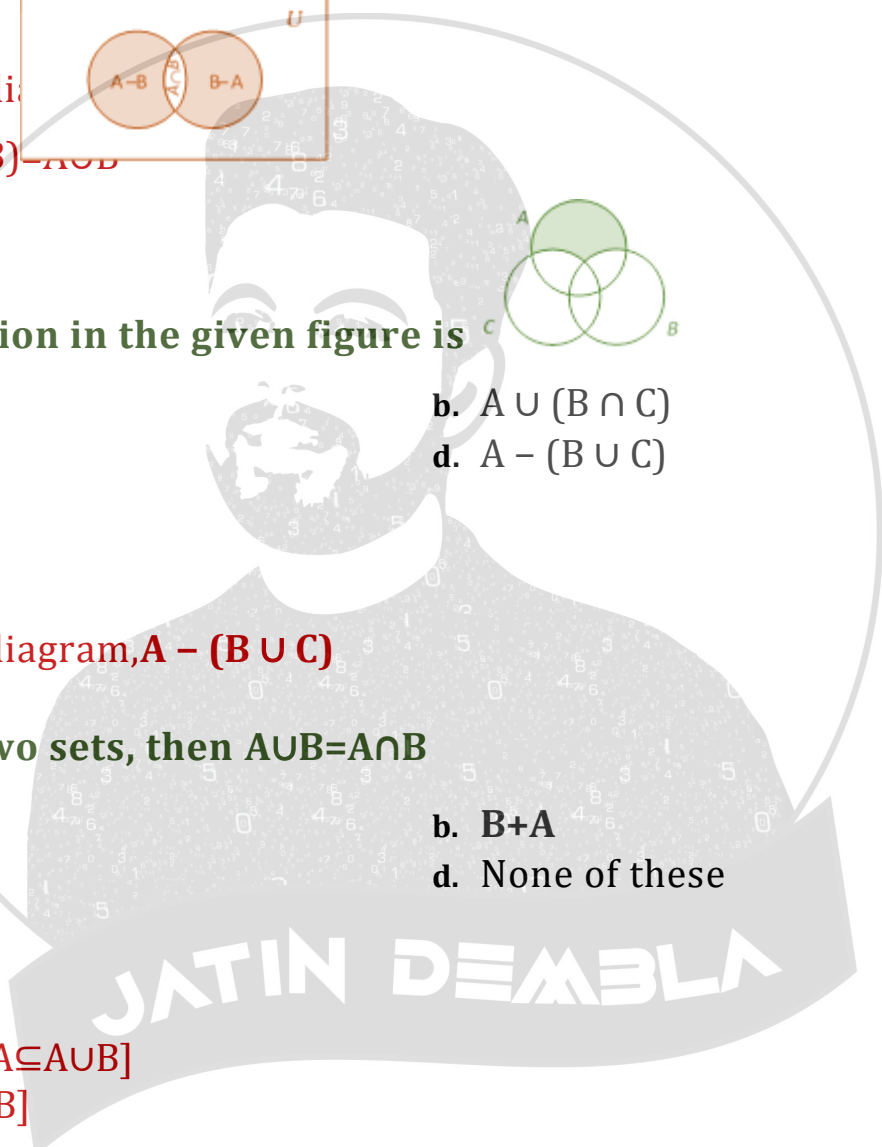 U
A–B A∩B B–A
B)=A∪B
A
C
B
ion in the given figure is
b. A ∪ (B ∩ C)
d. A – (B ∪ C)
diagram,A – (B ∪ C)
wo sets, then A∪B=A∩B
b. B+A
d. None of these
JATIN DEMBLA
A⊆A∪B]
B]